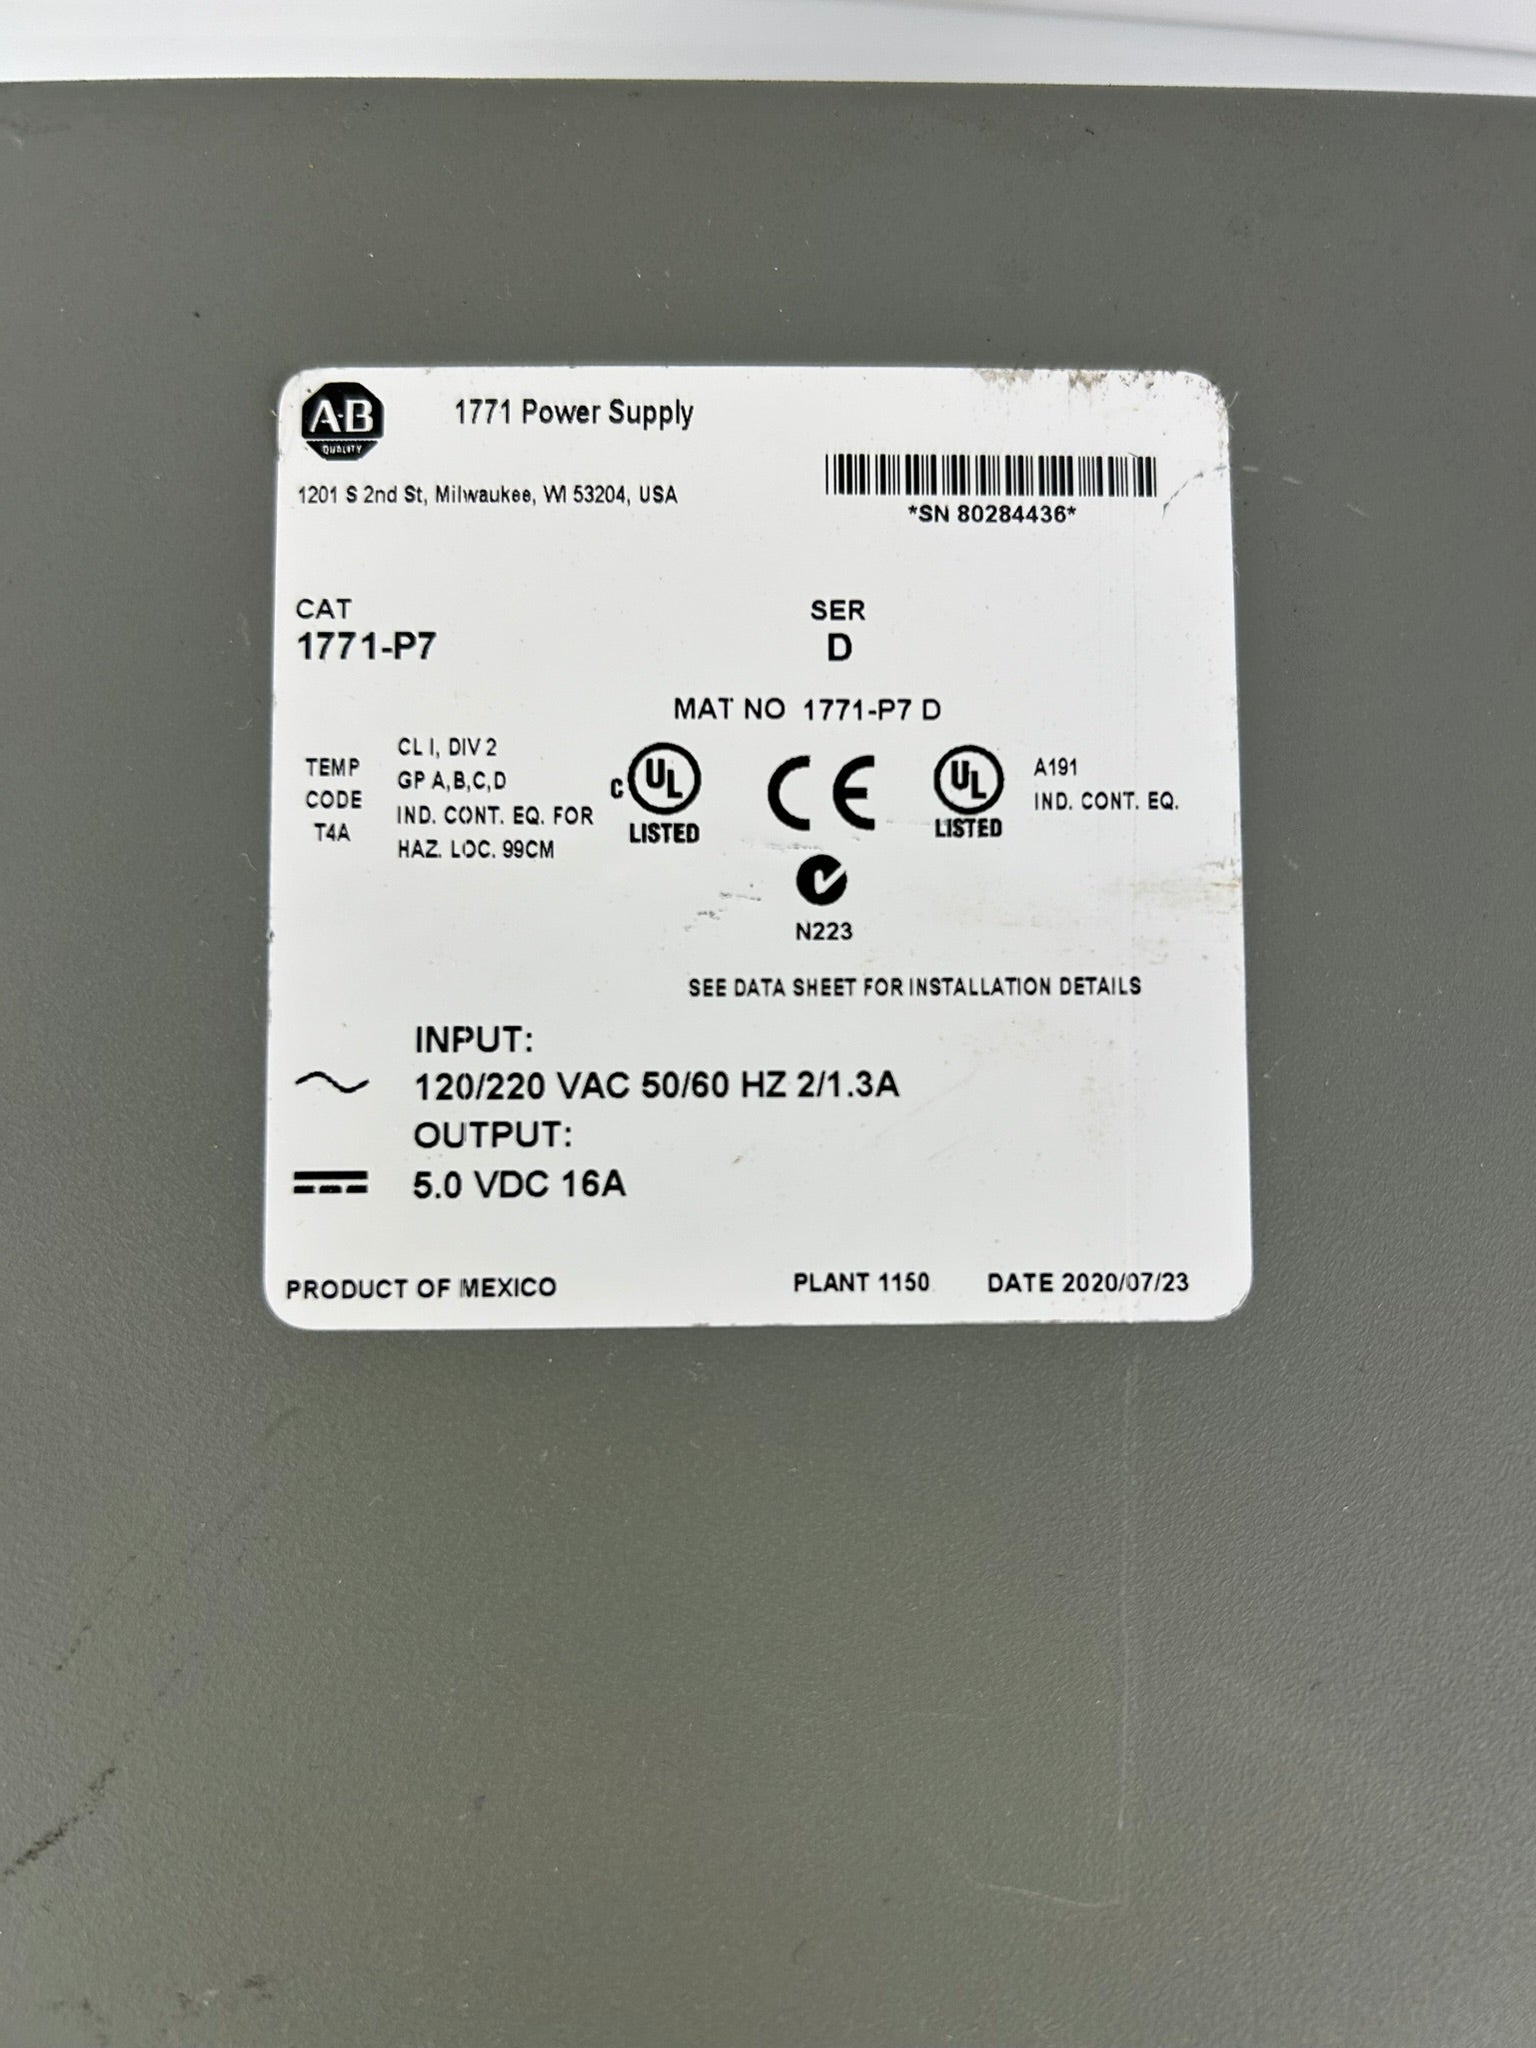 A-B
QUALITY
1771 Power Supply
1201 S 2nd St, Milwaukee, WI 53204, USA
*SN 80284436*
CAT
1771-P7
SER
D
MAT NO 1771-P7 D
TEMP
CODE
T4A
CL I, DIV 2
GP A,B,C,D
IND. CONT. EQ. FOR
HAZ. LOC. 99CM
C UL
LISTED
CE
UL
LISTED
A191
IND. CONT. EQ.
N223
SEE DATA SHEET FOR INSTALLATION DETAILS
INPUT:
120/220 VAC 50/60 HZ 2/1.3A
OUTPUT:
5.0 VDC 16A
PRODUCT OF MEXICO
PLANT 1150
DATE 2020/07/23